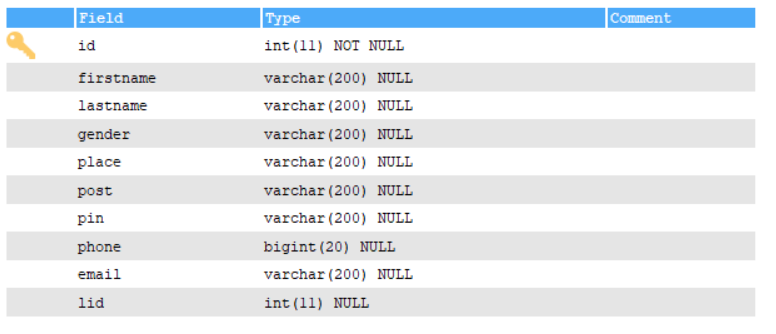 Field Type Comment
id int(11) NOT NULL
firstname varchar(200) NULL
lastname varchar(200) NULL
gender varchar(200) NULL
place varchar(200) NULL
post varchar(200) NULL
pin varchar(200) NULL
phone bigint(20) NULL
email varchar(200) NULL
lid int(11) NULL